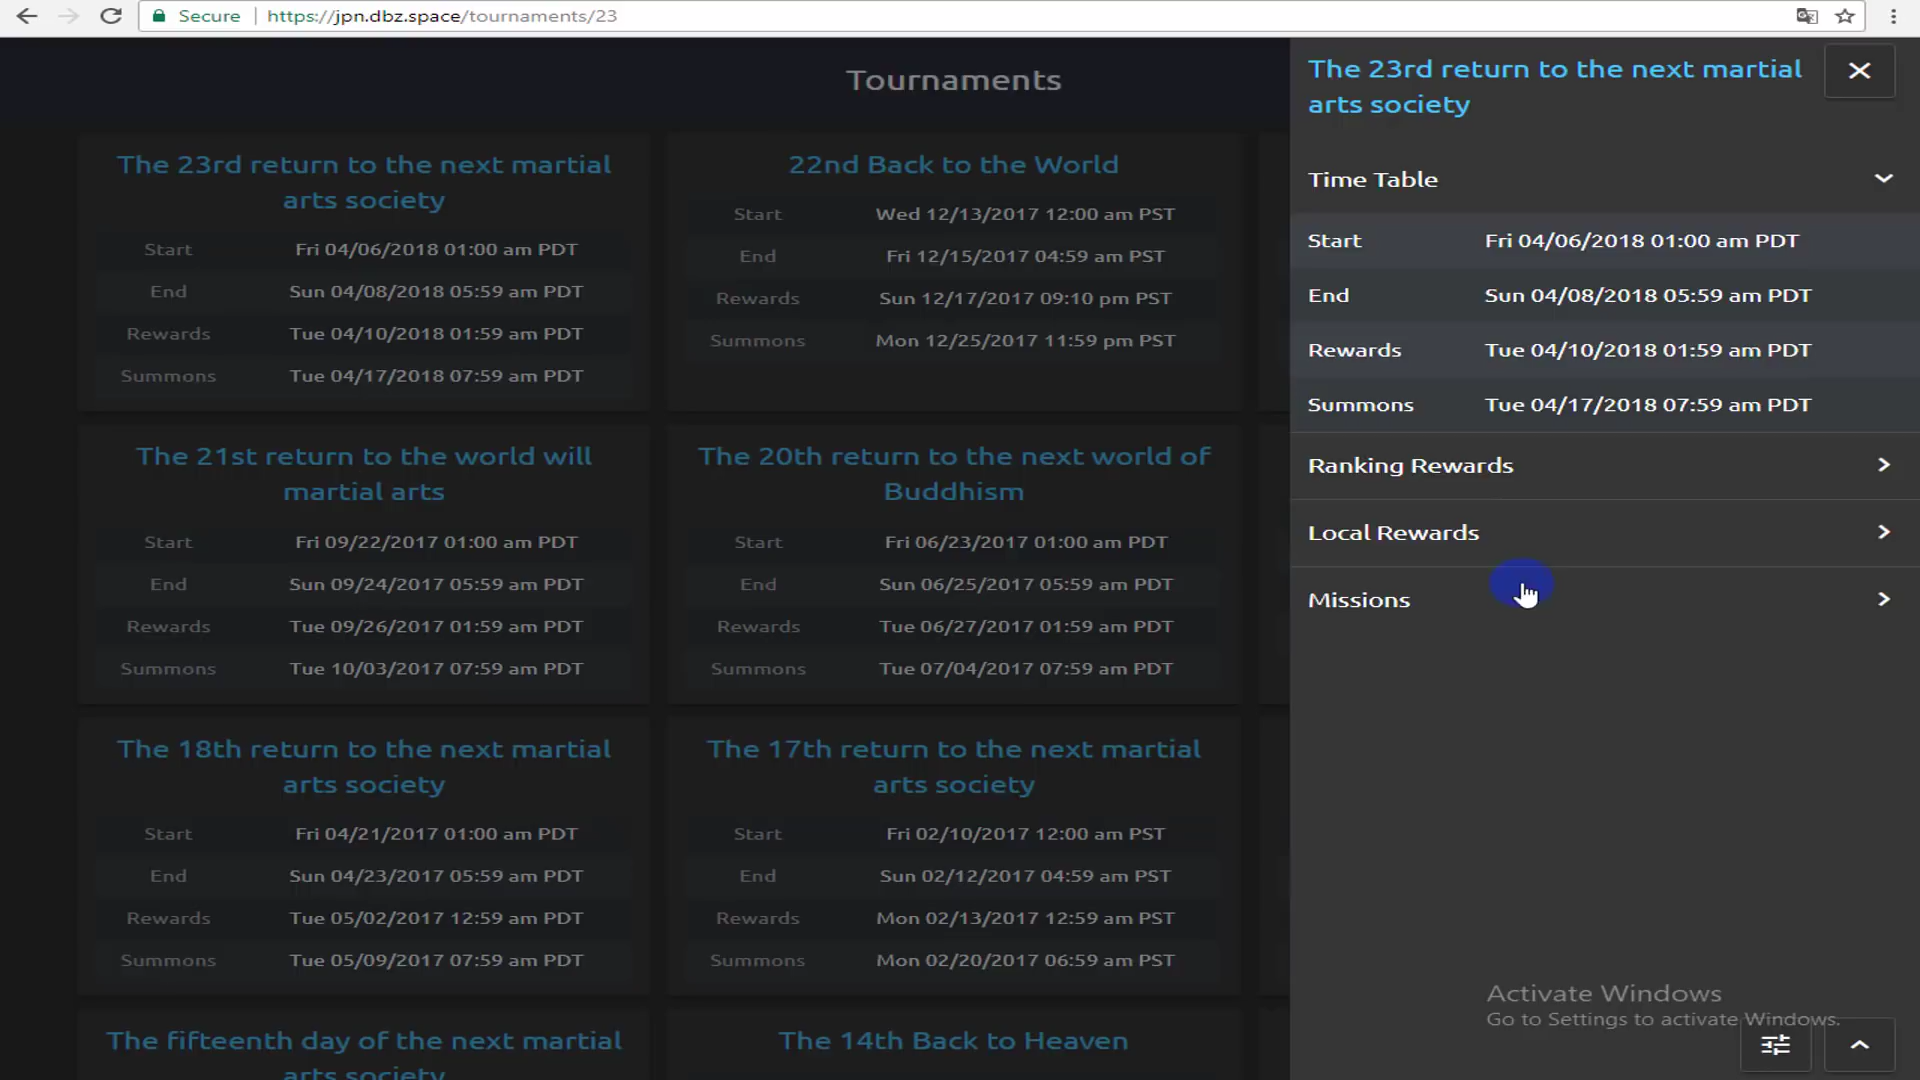 Secure
https://jpn.dbz.space/tournaments/23
Tournaments
The 23rd return to the next martial
arts society
Start Fri 04/06/2018 01:00 am PDT
End Sun 04/08/2018 05:59 am PDT
Rewards Tue 04/10/2018 01:59 am PDT
Summons Tue 04/17/2018 07:59 am PDT
22nd Back to the World
Start Wed 12/13/2017 12:00 am PST
End Fri 12/15/2017 04:59 am PST
Rewards Sun 12/17/2017 09:10 pm PST
Summons Mon 12/25/2017 11:59 pm PST
The 21st return to the world will
martial arts
Start Fri 09/22/2017 01:00 am PDT
End Sun 09/24/2017 05:59 am PDT
Rewards Tue 09/26/2017 01:59 am PDT
Summons Tue 10/03/2017 07:59 am PDT
The 20th return to the next world of
Buddhism
Start Fri 06/23/2017 01:00 am PDT
End Sun 06/25/2017 05:59 am PDT
Rewards Tue 06/27/2017 01:59 am PDT
Summons Tue 07/04/2017 07:59 am PDT
The 18th return to the next martial
arts society
Start Fri 04/21/2017 01:00 am PDT
End Sun 04/23/2017 05:59 am PDT
Rewards Tue 05/02/2017 12:59 am PDT
Summons Tue 05/09/2017 07:59 am PDT
The 17th return to the next martial
arts society
Start Fri 02/10/2017 12:00 am PST
End Sun 02/12/2017 04:59 am PST
Rewards Mon 02/13/2017 12:59 am PST
Summons Mon 02/20/2017 06:59 am PST
The fifteenth day of the next martial
arts society
The 14th Back to Heaven
The 23rd return to the next martial
arts society
Time Table
Start Fri 04/06/2018 01:00 am PDT
End Sun 04/08/2018 05:59 am PDT
Rewards Tue 04/10/2018 01:59 am PDT
Summons Tue 04/17/2018 07:59 am PDT
Ranking Rewards
Local Rewards
Missions
Activate Windows
Go to Settings to activate Windows.